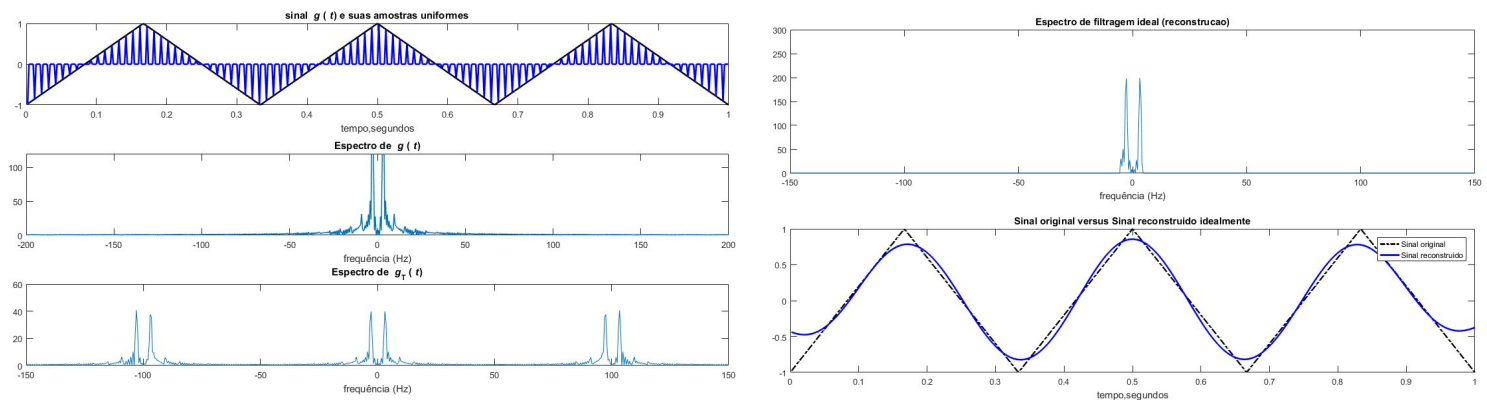 sinal g ( t) e suas amostras uniformes
1
0
-1
0 0.1 0.2 0.3 0.4 0.5 0.6 0.7 0.8 0.9 1
tempo,segundos
Espectro de g ( t)
100
50
0
-200 -150 -100 -50 0 50 100 150 200
frequência (Hz)
Espectro de g_T ( t)
60
40
20
0
-150 -100 -50 0 50 100 150
frequência (Hz)
Espectro de filtragem ideal (reconstrucao)
300
250
200
150
100
50
0
-150 -100 -50 0 50 100 150
frequência (Hz)
Sinal original versus Sinal reconstruido idealmente
1
0.5
0
-0.5
-1
Sinal original
Sinal reconstruido
0 0.1 0.2 0.3 0.4 0.5 0.6 0.7 0.8 0.9 1
tempo,segundos